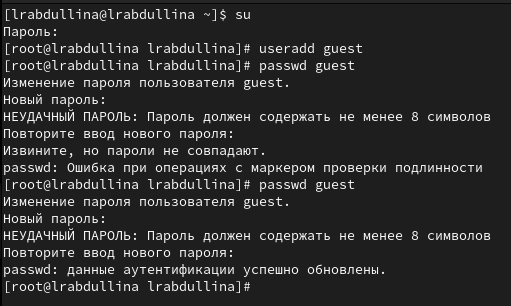 [lrabdullina@lrabdullina ~]$ su
Пароль:
[root@lrabdullina lrabdullina]# useradd guest
[root@lrabdullina lrabdullina]# passwd guest
Изменение пароля пользователя guest.
Новый пароль:
НЕУДАЧНЫЙ ПАРОЛЬ: Пароль должен содержать не менее 8 символов
Повторите ввод нового пароля:
Извините, но пароли не совпадают.
passwd: Ошибка при операциях с маркером проверки подлинности
[root@lrabdullina lrabdullina]# passwd guest
Изменение пароля пользователя guest.
Новый пароль:
НЕУДАЧНЫЙ ПАРОЛЬ: Пароль должен содержать не менее 8 символов
Повторите ввод нового пароля:
passwd: данные аутентификации успешно обновлены.
[root@lrabdullina lrabdullina]#